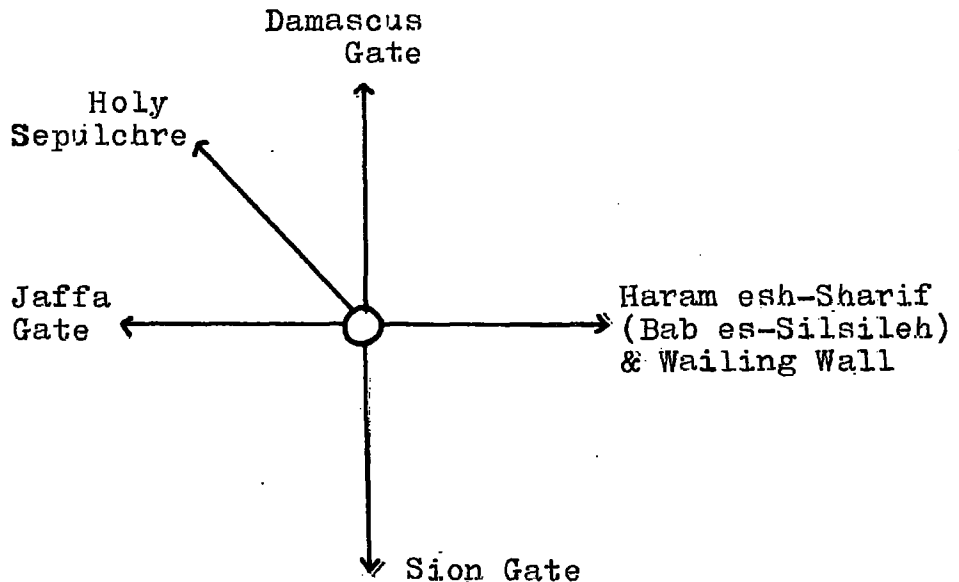 Damascus
Gate
Holy
Sepulchre
Jaffa
Gate
Haram esh-Sharif
(Bab es-Silsileh)
& Wailing Wall
Sion Gate